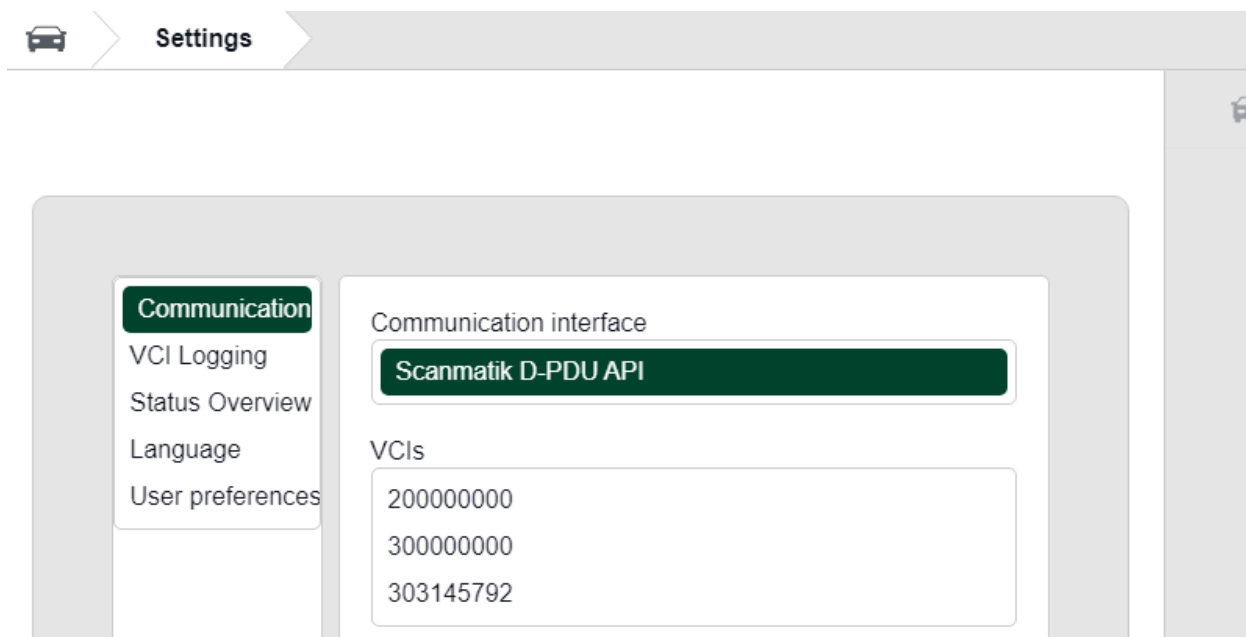 Settings
Communication
VCI Logging
Status Overview
Language
User preferences
Communication interface
Scanmatik D-PDU API
VCIs
200000000
300000000
303145792